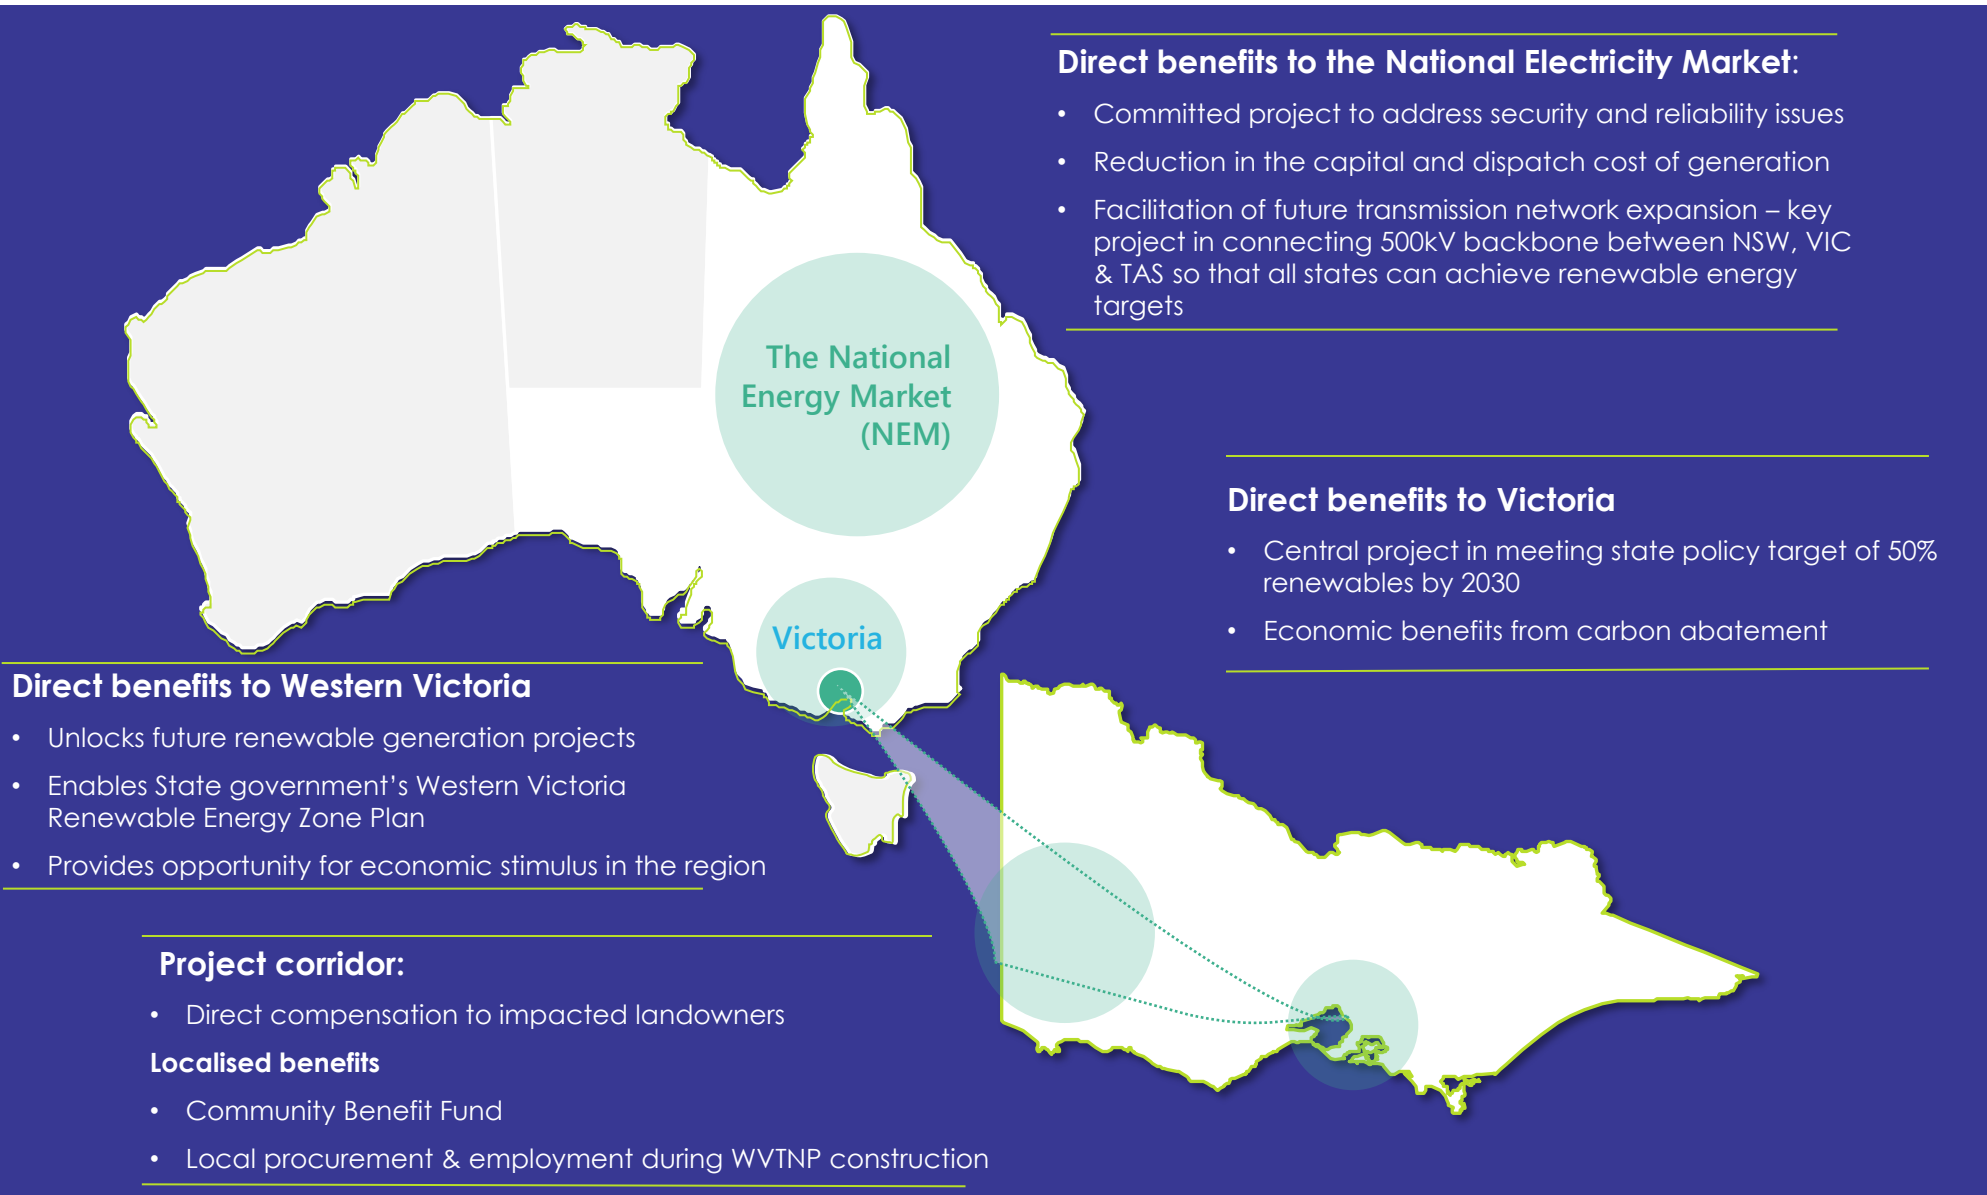 Direct benefits to the National Electricity Market:
• Committed project to address security and reliability issues
• Reduction in the capital and dispatch cost of generation
• Facilitation of future transmission network expansion – key
project in connecting 500kV backbone between NSW, VIC
& TAS so that all states can achieve renewable energy
targets
The National
Energy Market
(NEM)
Direct benefits to Victoria
• Central project in meeting state policy target of 50%
renewables by 2030
• Economic benefits from carbon abatement
Victoria
Direct benefits to Western Victoria
• Unlocks future renewable generation projects
• Enables State government’s Western Victoria
Renewable Energy Zone Plan
• Provides opportunity for economic stimulus in the region
Project corridor:
• Direct compensation to impacted landowners
Localised benefits
• Community Benefit Fund
• Local procurement & employment during WVTNP construction